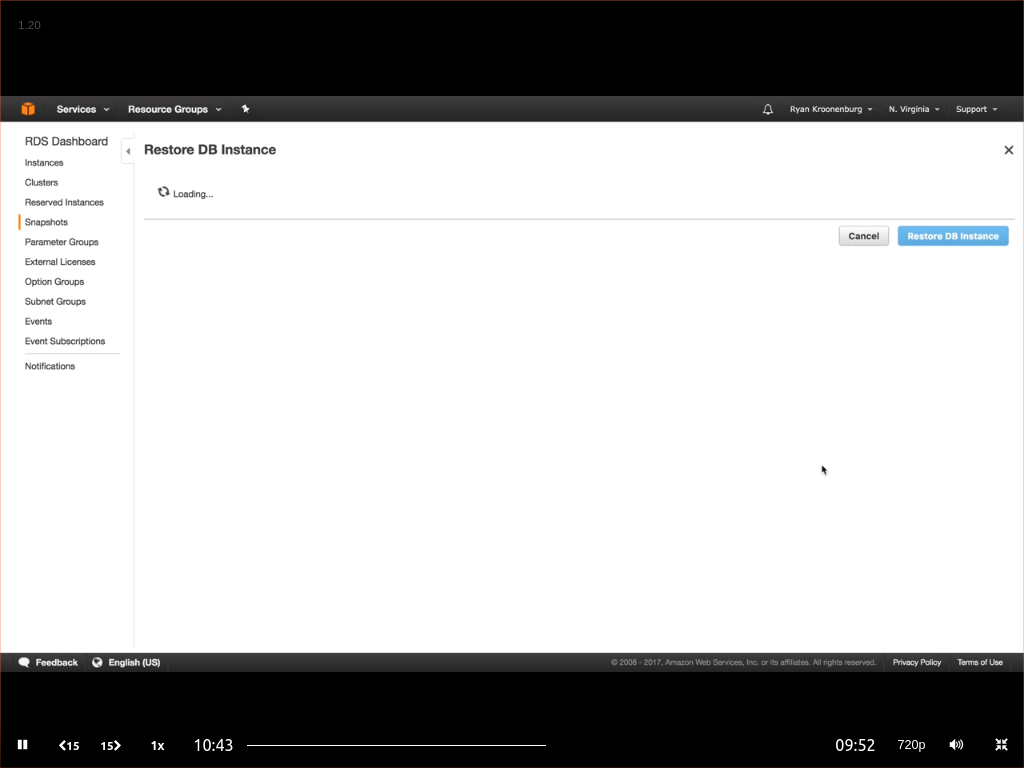 1.20
Services Resource Groups Ryan Kroonenburg N. Virginia Support
RDS Dashboard
Instances
Clusters
Reserved Instances
Snapshots
Parameter Groups
External Licenses
Option Groups
Subnet Groups
Events
Event Subscriptions
Notifications
Restore DB Instance
Loading...
Cancel Restore DB Instance
Feedback English (US) © 2008 - 2017, Amazon Web Services, Inc. or its affiliates. All rights reserved. Privacy Policy Terms of Use
15 15 1x 10:43 09:52 720p